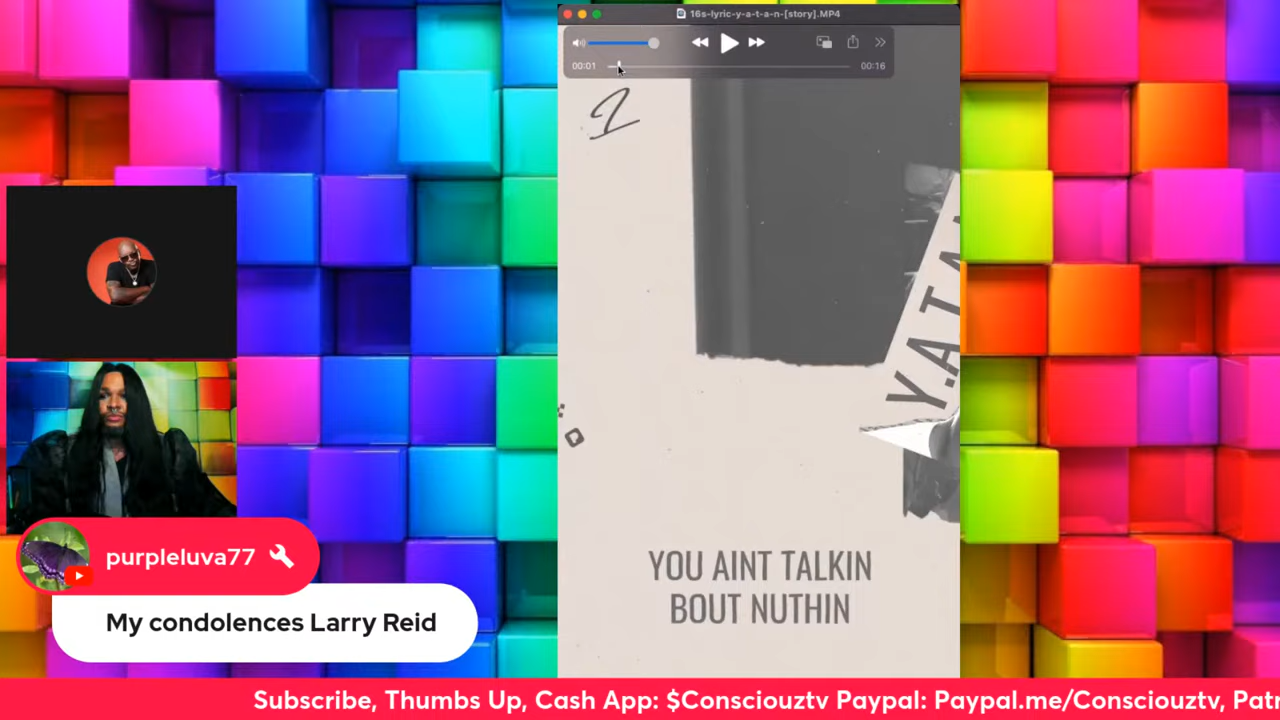 16s-lyric-y-a-t-a-n-[story].MP4
00:01
00:16
Y.A.T.A.
YOU AINT TALKIN
BOUT NUTHIN
purpleluva77
My condolences Larry Reid
Subscribe, Thumbs Up, Cash App: $Consciouztv Paypal: Paypal.me/Consciouztv, Patr